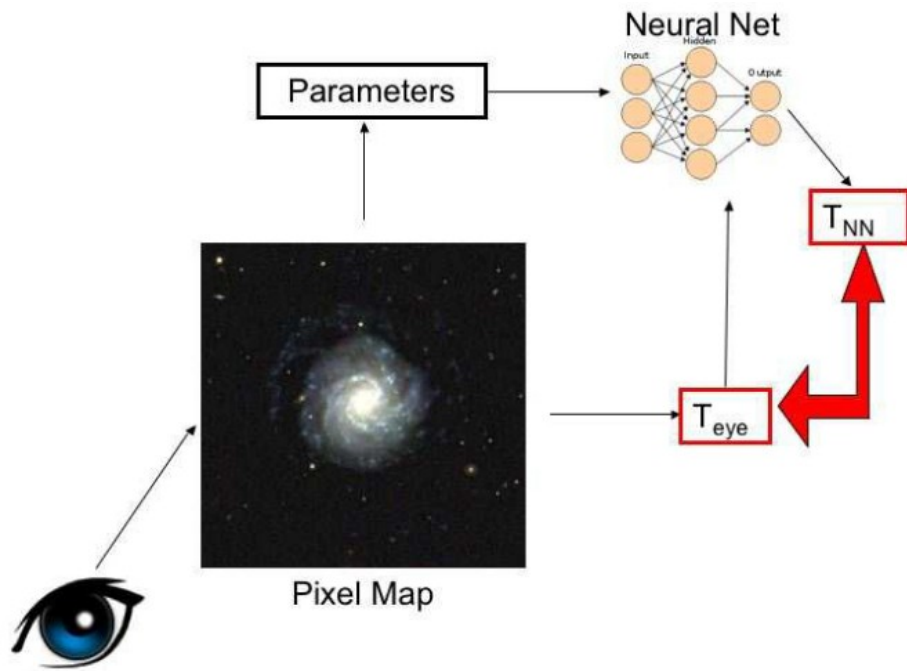 Neural Net
Input
Hidden
Output
Parameters
T_NN
T_eye
Pixel Map